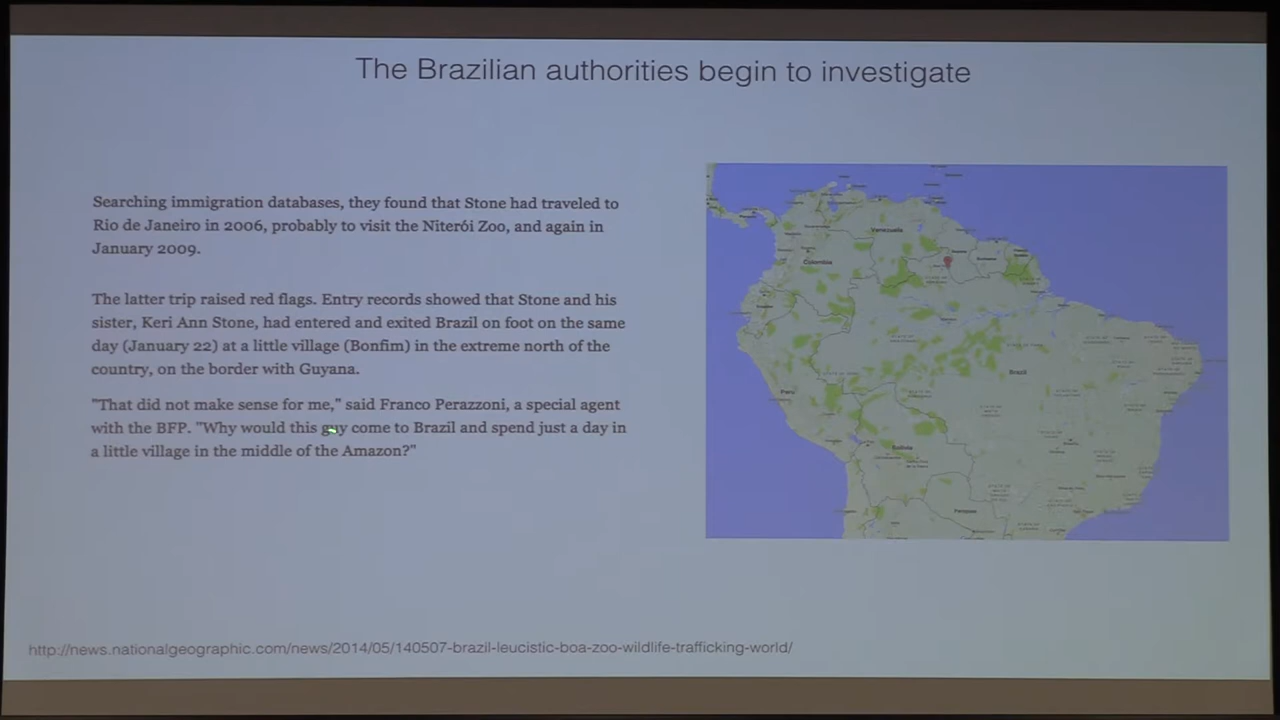 The Brazilian authorities begin to investigate
Searching immigration databases, they found that Stone had traveled to
Rio de Janeiro in 2006, probably to visit the Niterói Zoo, and again in
January 2009.
The latter trip raised red flags. Entry records showed that Stone and his
sister, Keri Ann Stone, had entered and exited Brazil on foot on the same
day (January 22) at a little village (Bonfim) in the extreme north of the
country, on the border with Guyana.
"That did not make sense for me," said Franco Perazzoni, a special agent
with the BFP. "Why would this guy come to Brazil and spend just a day in
a little village in the middle of the Amazon?"
Venezuela
Colombia
Peru
Brazil
Bolivia
Paraguay
http://news.nationalgeographic.com/news/2014/05/140507-brazil-leucistic-boa-zoo-wildlife-trafficking-world/